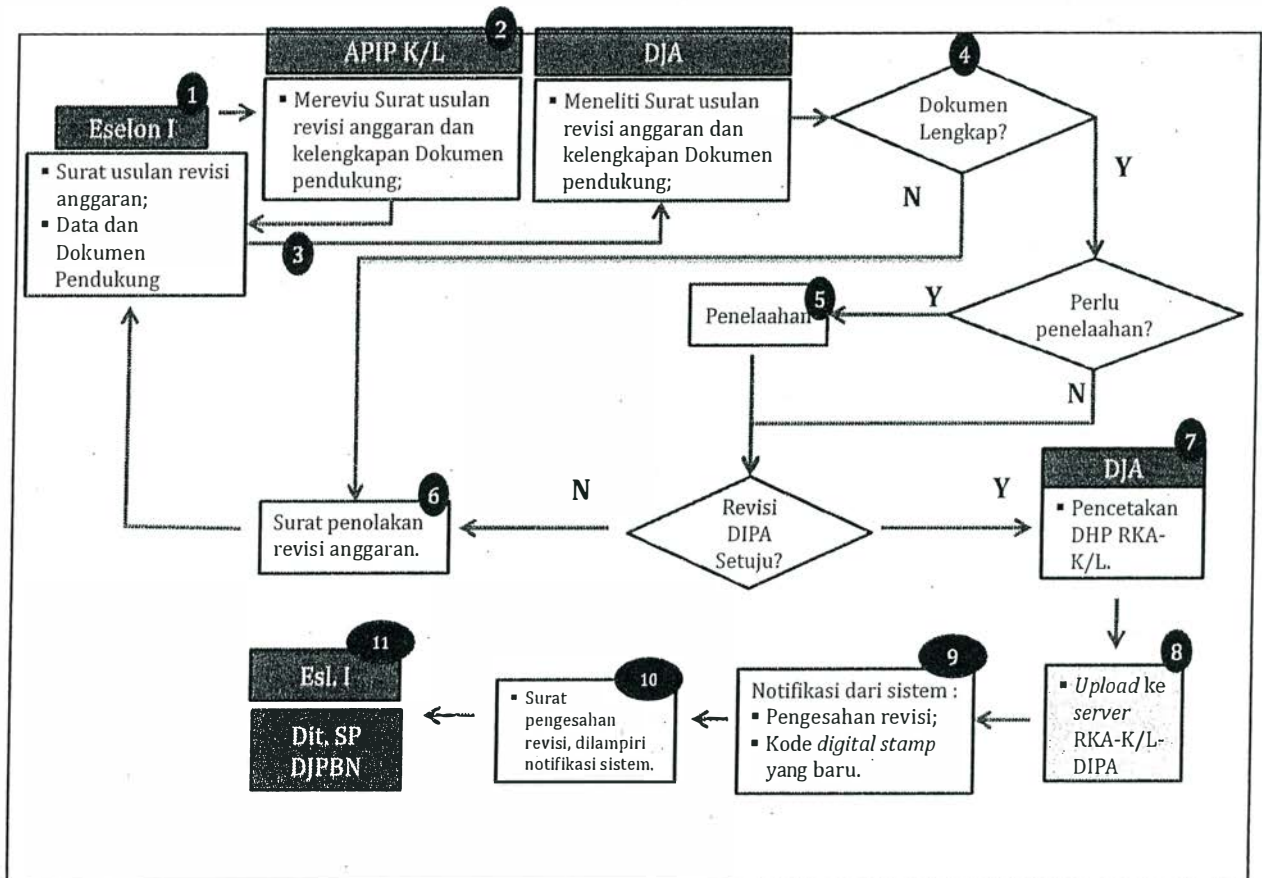 1
Eselon I
▪ Surat usulan revisi
anggaran;
▪ Data dan
Dokumen
Pendukung
2
APIP K/L
▪ Mereviu Surat usulan
revisi anggaran dan
kelengkapan Dokumen
pendukung;
3
DJA
▪ Meneliti Surat usulan
revisi anggaran dan
kelengkapan Dokumen
pendukung;
4
Dokumen
Lengkap?
Y
N
Perlu
penelaahan?
Y
N
5
Penelaahan
Revisi
DIPA
Setuju?
N
Y
6
Surat penolakan
revisi anggaran.
7
DJA
▪ Pencetakan
DHP RKA-
K/L.
8
▪ Upload ke
server
RKA-K/L-
DIPA
9
Notifikasi dari sistem :
▪ Pengesahan revisi;
▪ Kode digital stamp
yang baru.
10
▪ Surat
pengesahan
revisi, dilampiri
notifikasi sistem.
11
Esl. I
Dit. SP
DJPBN